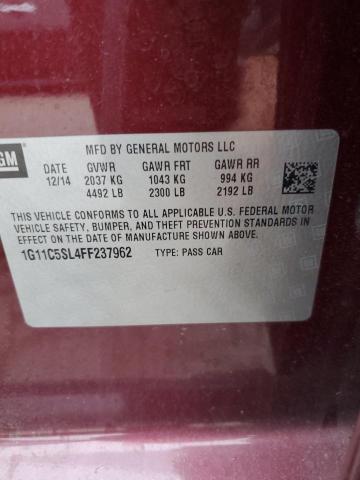 GM
MFD BY GENERAL MOTORS LLC
DATE GVWR GAWR FRT GAWR RR
12/14 2037 KG 1043 KG 994 KG
4492 LB 2300 LB 2192 LB
THIS VEHICLE CONFORMS TO ALL APPLICABLE U.S. FEDERAL MOTOR
VEHICLE SAFETY, BUMPER, AND THEFT PREVENTION STANDARDS IN
EFFECT ON THE DATE OF MANUFACTURE SHOWN ABOVE.
1G11C5SL4FF237962 TYPE: PASS CAR